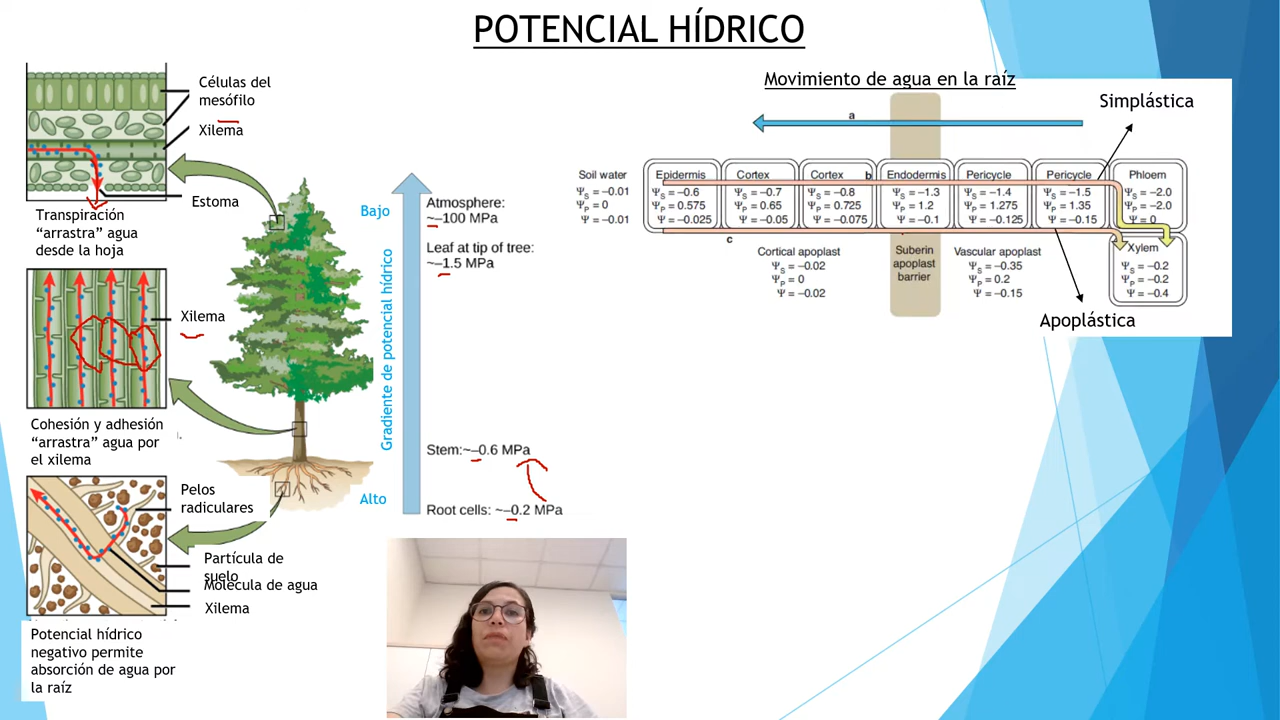 POTENCIAL HÍDRICO
Células del
mesófilo
Xilema
Estoma
Transpiración
“arrastra” agua
desde la hoja
Xilema
Cohesión y adhesión
“arrastra” agua por
el xilema
Pelos
radiculares
Partícula de
suelo
Molécula de agua
Xilema
Potencial hídrico
negativo permite
absorción de agua por
la raíz
Bajo
Gradiente de potencial hídrico
Alto
Atmosphere:
~–100 MPa
Leaf at tip of tree:
~–1.5 MPa
Stem:~–0.6 MPa
Root cells: ~–0.2 MPa
Movimiento de agua en la raíz
Simplástica
a
Soil water
ΨS = –0.01
ΨP = 0
Ψ = –0.01
Epidermis
ΨS = –0.6
ΨP = 0.575
Ψ = –0.025
Cortex
ΨS = –0.7
ΨP = 0.65
Ψ = –0.05
Cortex
ΨS = –0.8
ΨP = 0.725
Ψ = –0.075
b
Endodermis
ΨS = –1.3
ΨP = 1.2
Ψ = –0.1
Pericycle
ΨS = –1.4
ΨP = 1.275
Ψ = –0.125
Pericycle
ΨS = –1.5
ΨP = 1.35
Ψ = –0.15
Phloem
ΨS = –2.0
ΨP = –2.0
Ψ = 0
c
Cortical apoplast
ΨS = –0.02
ΨP = 0
Ψ = –0.02
Suberin
apoplast
barrier
Vascular apoplast
ΨS = –0.35
ΨP = 0.2
Ψ = –0.15
Xylem
ΨS = –0.2
ΨP = –0.2
Ψ = –0.4
Apoplástica